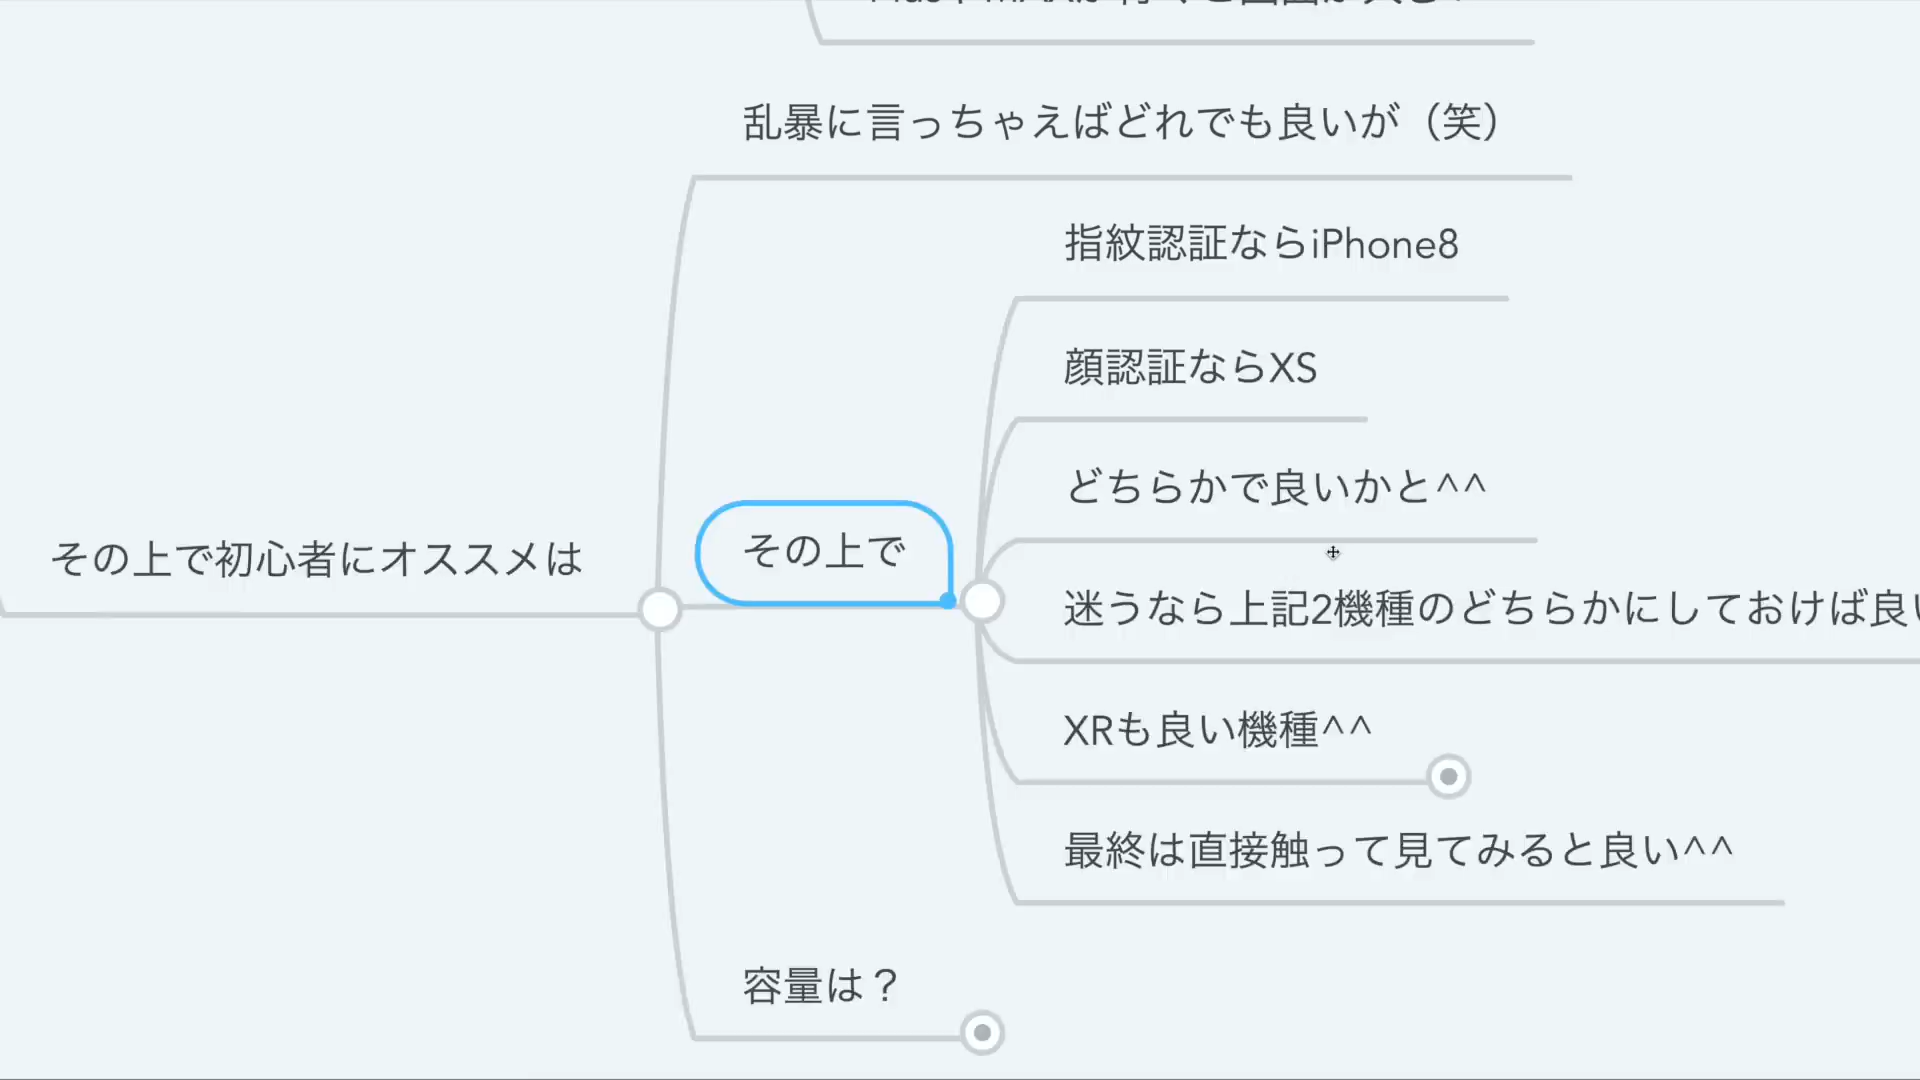 乱暴に言っちゃえばどれでも良いが（笑）
指紋認証ならiPhone8
顔認証ならXS
どちらかで良いかと^^
その上で
その上で初心者にオススメは
迷うなら上記2機種のどちらかにしておけば良い
XRも良い機種^^
最終は直接触って見てみると良い^^
容量は？